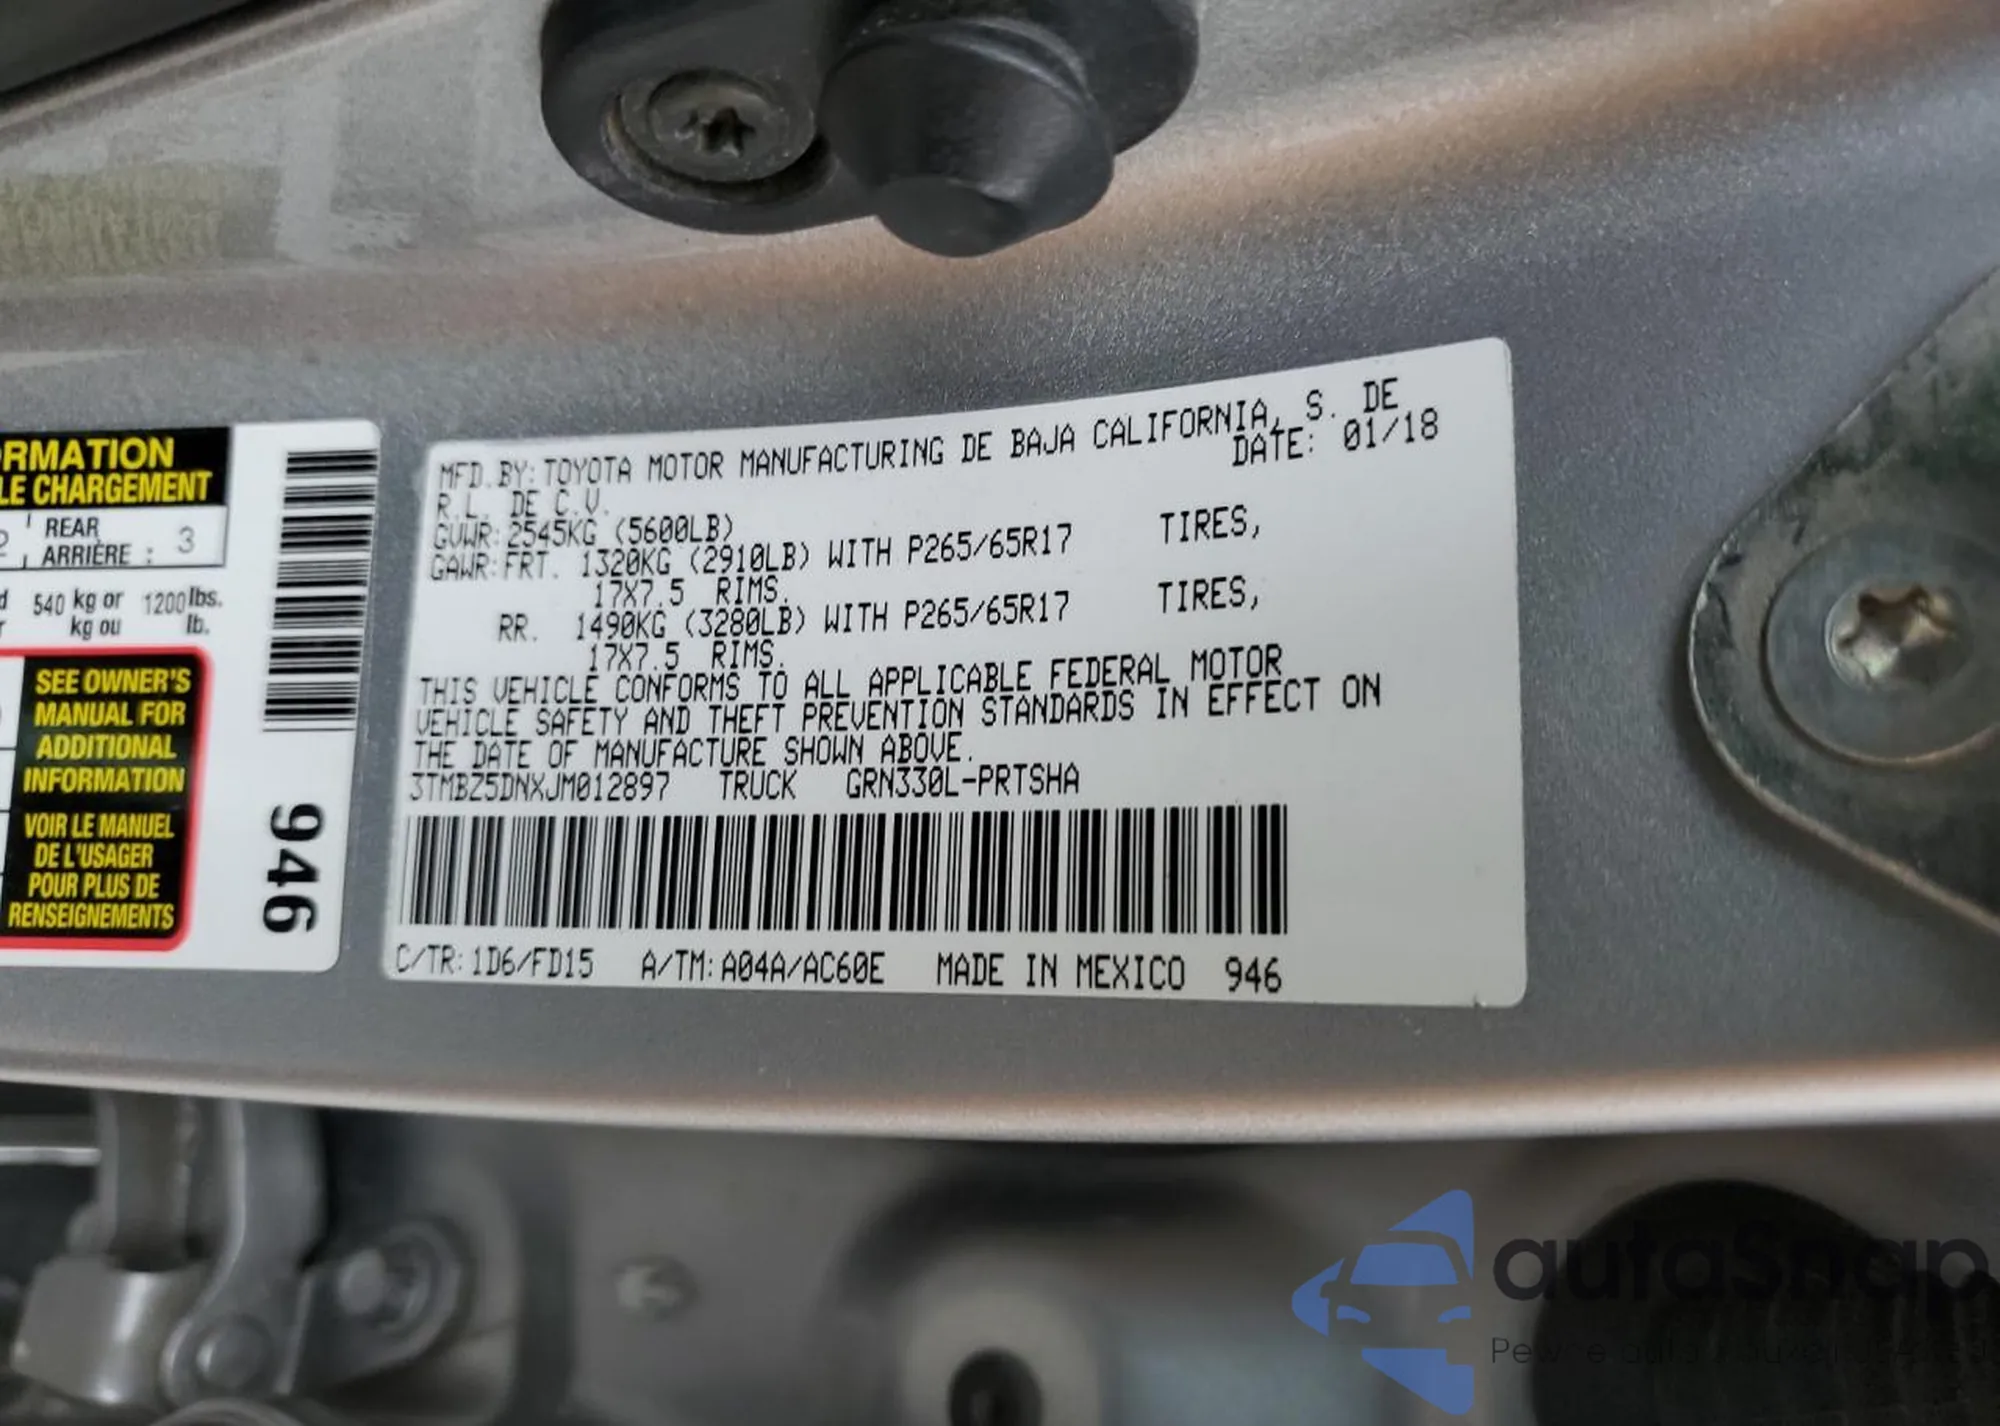 RMATION
LE CHARGEMENT
REAR
ARRIÈRE : 3
540 kg or 1200 lbs.
kg ou lb.
SEE OWNER'S
MANUAL FOR
ADDITIONAL
INFORMATION
VOIR LE MANUEL
DE L'USAGER
POUR PLUS DE
RENSEIGNEMENTS
946
MFD.BY:TOYOTA MOTOR MANUFACTURING DE BAJA CALIFORNIA, S. DE
R.L. DE C.V. DATE: 01/18
GVWR:2545KG (5600LB)
GAWR:FRT. 1320KG (2910LB) WITH P265/65R17 TIRES,
17X7.5 RIMS.
RR. 1490KG (3280LB) WITH P265/65R17 TIRES,
17X7.5 RIMS.
THIS VEHICLE CONFORMS TO ALL APPLICABLE FEDERAL MOTOR
VEHICLE SAFETY AND THEFT PREVENTION STANDARDS IN EFFECT ON
THE DATE OF MANUFACTURE SHOWN ABOVE.
3TMBZ5DNXJM012897 TRUCK GRN330L-PRTSHA
C/TR:1D6/FD15 A/TM:A04A/AC60E MADE IN MEXICO 946
autaSnap